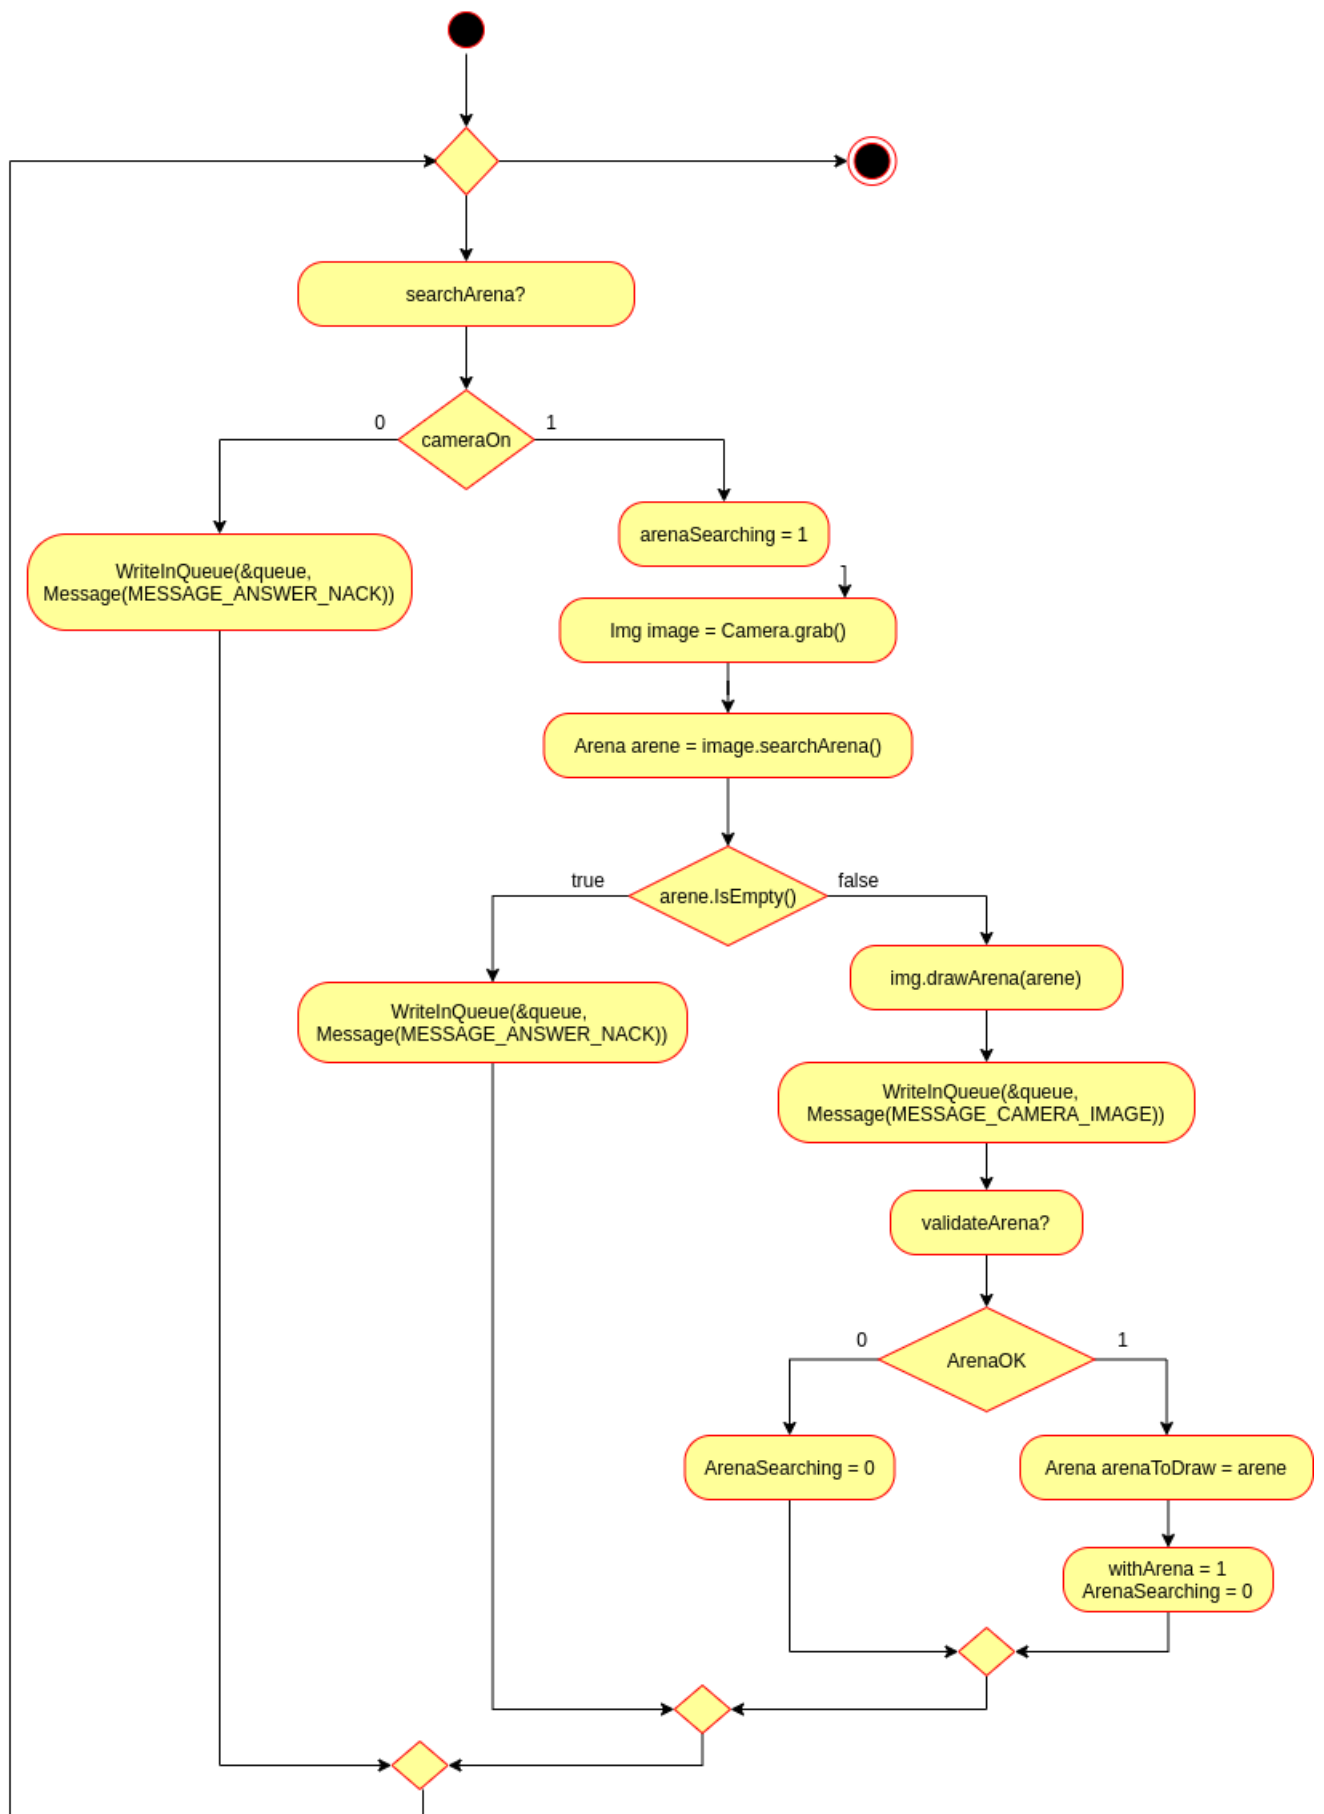 searchArena?
0
1
cameraOn
arenaSearching = 1
WriteInQueue(&queue,
Message(MESSAGE_ANSWER_NACK))
Img image = Camera.grab()
Arena arene = image.searchArena()
true
false
arene.IsEmpty()
img.drawArena(arene)
WriteInQueue(&queue,
Message(MESSAGE_ANSWER_NACK))
WriteInQueue(&queue,
Message(MESSAGE_CAMERA_IMAGE))
validateArena?
0
1
ArenaOK
ArenaSearching = 0
Arena arenaToDraw = arene
withArena = 1
ArenaSearching = 0